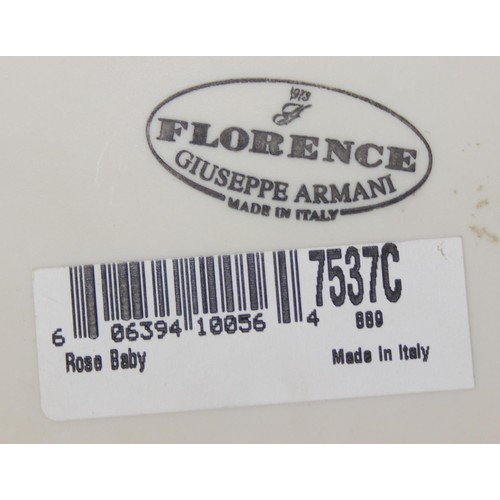 1973
FLORENCE
GIUSEPPE ARMANI
MADE IN ITALY
7537C
6 06394 10056 4
889
Rose Baby
Made in Italy